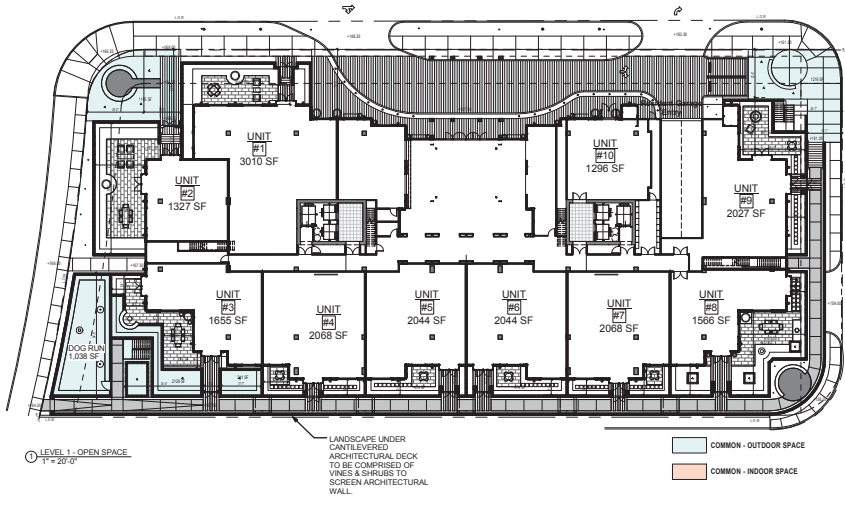 UNIT
#1
3010 SF
UNIT
#10
1296 SF
UNIT
#2
1327 SF
UNIT
#9
2027 SF
UNIT
#3
1655 SF
UNIT
#4
2068 SF
UNIT
#5
2044 SF
UNIT
#6
2044 SF
UNIT
#7
2068 SF
UNIT
#8
1566 SF
DOG RUN
1,038 SF
LANDSCAPE UNDER
CANTILEVERED
ARCHITECTURAL DECK
TO BE COMPRISED OF
VINES & SHRUBS TO
SCREEN ARCHITECTURAL
WALL.
1 LEVEL 1 - OPEN SPACE
1" = 20'-0"
COMMON - OUTDOOR SPACE
COMMON - INDOOR SPACE